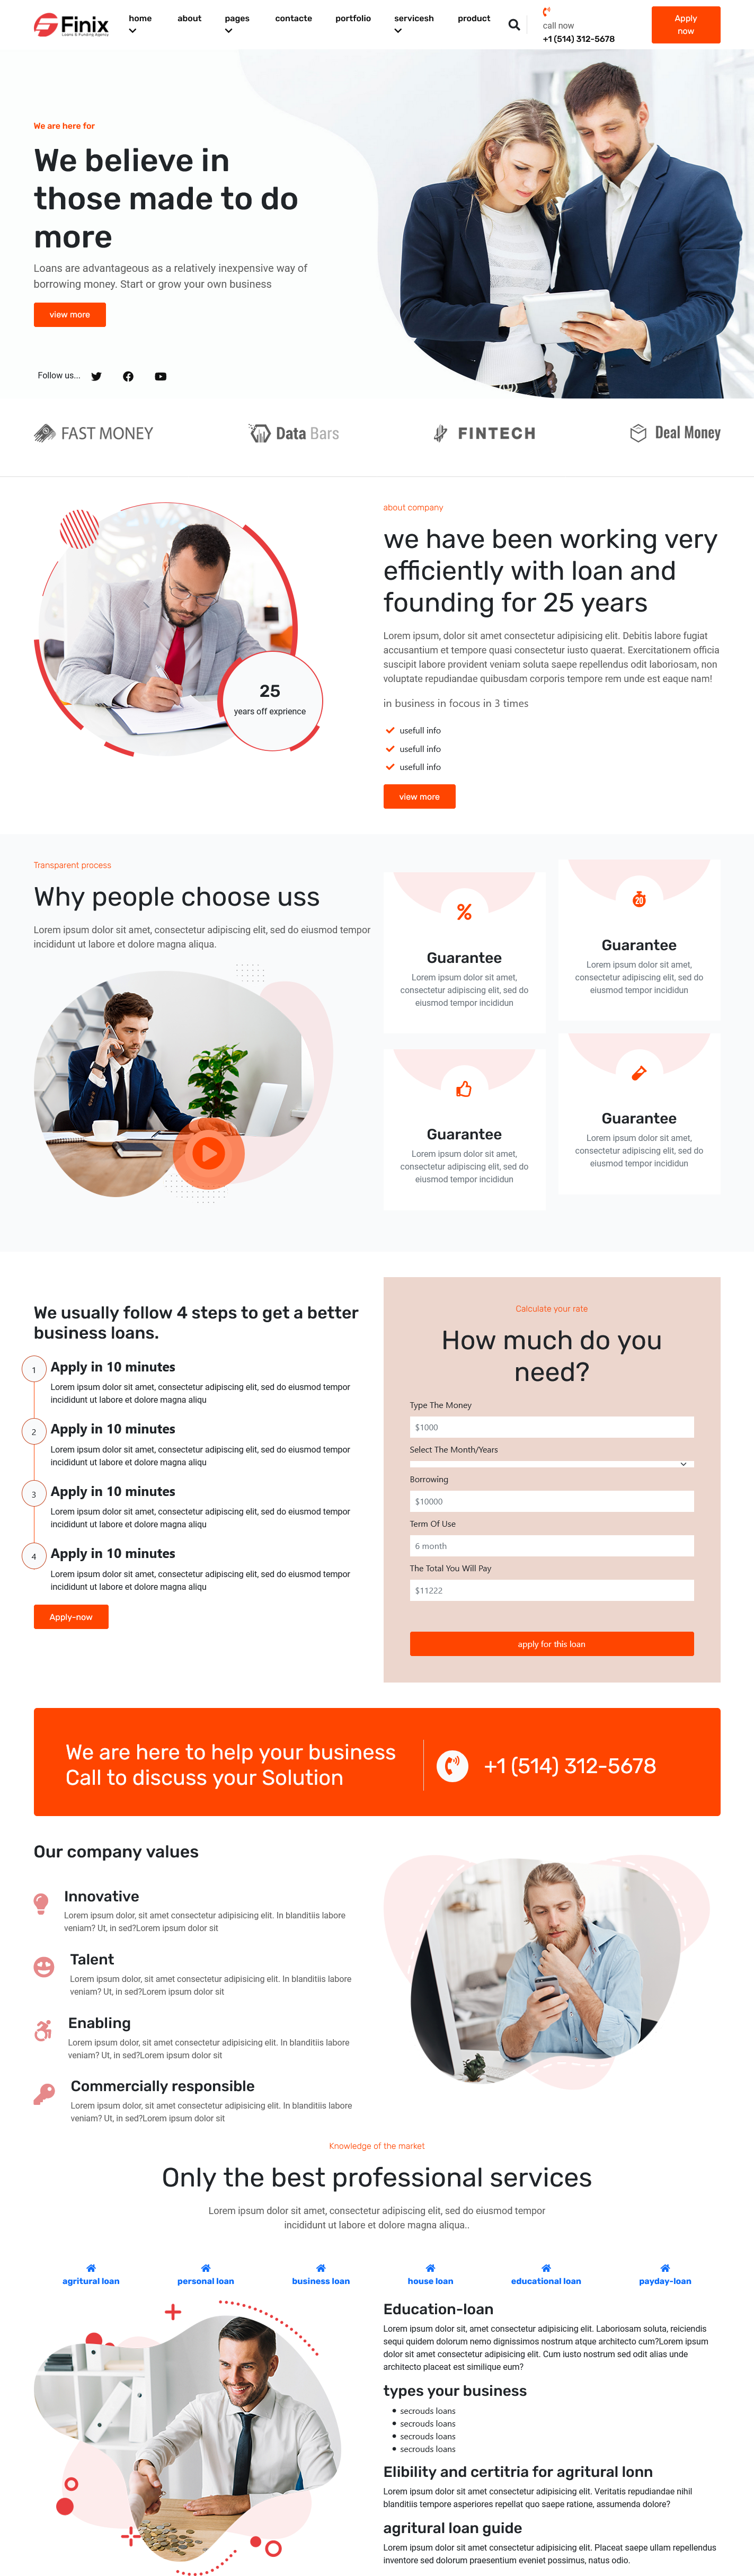 Finix
Loans & Funding Agency
home
about
pages
contacte
portfolio
servicesh
product
call now
+1 (514) 312-5678
Apply
now
We are here for
We believe in
those made to do
more
Loans are advantageous as a relatively inexpensive way of
borrowing money. Start or grow your own business
view more
Follow us...
FAST MONEY
Data Bars
FINTECH
Deal Money
25
years off exprience
about company
we have been working very
efficiently with loan and
founding for 25 years
Lorem ipsum, dolor sit amet consectetur adipisicing elit. Debitis labore fugiat
accusantium et tempore quasi consectetur iusto quaerat. Exercitationem officia
suscipit labore provident veniam soluta saepe repellendus odit laboriosam, non
voluptate repudiandae quibusdam corporis tempore rem unde est eaque nam!
in business in focous in 3 times
usefull info
usefull info
usefull info
view more
Transparent process
Why people choose uss
Lorem ipsum dolor sit amet, consectetur adipiscing elit, sed do eiusmod tempor
incididunt ut labore et dolore magna aliqua.
Guarantee
Lorem ipsum dolor sit amet,
consectetur adipiscing elit, sed do
eiusmod tempor incididun
20
Guarantee
Lorem ipsum dolor sit amet,
consectetur adipiscing elit, sed do
eiusmod tempor incididun
Guarantee
Lorem ipsum dolor sit amet,
consectetur adipiscing elit, sed do
eiusmod tempor incididun
Guarantee
Lorem ipsum dolor sit amet,
consectetur adipiscing elit, sed do
eiusmod tempor incididun
We usually follow 4 steps to get a better
business loans.
1
Apply in 10 minutes
Lorem ipsum dolor sit amet, consectetur adipiscing elit, sed do eiusmod tempor
incididunt ut labore et dolore magna aliqu
2
Apply in 10 minutes
Lorem ipsum dolor sit amet, consectetur adipiscing elit, sed do eiusmod tempor
incididunt ut labore et dolore magna aliqu
3
Apply in 10 minutes
Lorem ipsum dolor sit amet, consectetur adipiscing elit, sed do eiusmod tempor
incididunt ut labore et dolore magna aliqu
4
Apply in 10 minutes
Lorem ipsum dolor sit amet, consectetur adipiscing elit, sed do eiusmod tempor
incididunt ut labore et dolore magna aliqu
Apply-now
Calculate your rate
How much do you
need?
Type The Money
$1000
Select The Month/Years
Borrowing
$10000
Term Of Use
6 month
The Total You Will Pay
$11222
apply for this loan
We are here to help your business
Call to discuss your Solution
+1 (514) 312-5678
Our company values
Innovative
Lorem ipsum dolor, sit amet consectetur adipisicing elit. In blanditiis labore
veniam? Ut, in sed?Lorem ipsum dolor sit
Talent
Lorem ipsum dolor, sit amet consectetur adipisicing elit. In blanditiis labore
veniam? Ut, in sed?Lorem ipsum dolor sit
Enabling
Lorem ipsum dolor, sit amet consectetur adipisicing elit. In blanditiis labore
veniam? Ut, in sed?Lorem ipsum dolor sit
Commercially responsible
Lorem ipsum dolor, sit amet consectetur adipisicing elit. In blanditiis labore
veniam? Ut, in sed?Lorem ipsum dolor sit
Knowledge of the market
Only the best professional services
Lorem ipsum dolor sit amet, consectetur adipiscing elit, sed do eiusmod tempor
incididunt ut labore et dolore magna aliqua..
agritural loan
personal loan
business loan
house loan
educational loan
payday-loan
Education-loan
Lorem ipsum dolor sit, amet consectetur adipisicing elit. Laboriosam soluta, reiciendis
sequi quidem dolorum nemo dignissimos nostrum atque architecto cum?Lorem ipsum
dolor sit amet consectetur adipisicing elit. Cum iusto nostrum sed odit alias unde
architecto placeat est similique eum?
types your business
secrouds loans
secrouds loans
secrouds loans
secrouds loans
Elibility and certitria for agritural lonn
Lorem ipsum dolor sit amet consectetur adipisicing elit. Veritatis repudiandae nihil
blanditiis tempore asperiores repellat quo saepe ratione, assumenda dolore?
agritural loan guide
Lorem ipsum dolor sit amet consectetur adipisicing elit. Placeat saepe ullam repellendus
inventore sed dolorum praesentium eveniet possimus, natus odio.